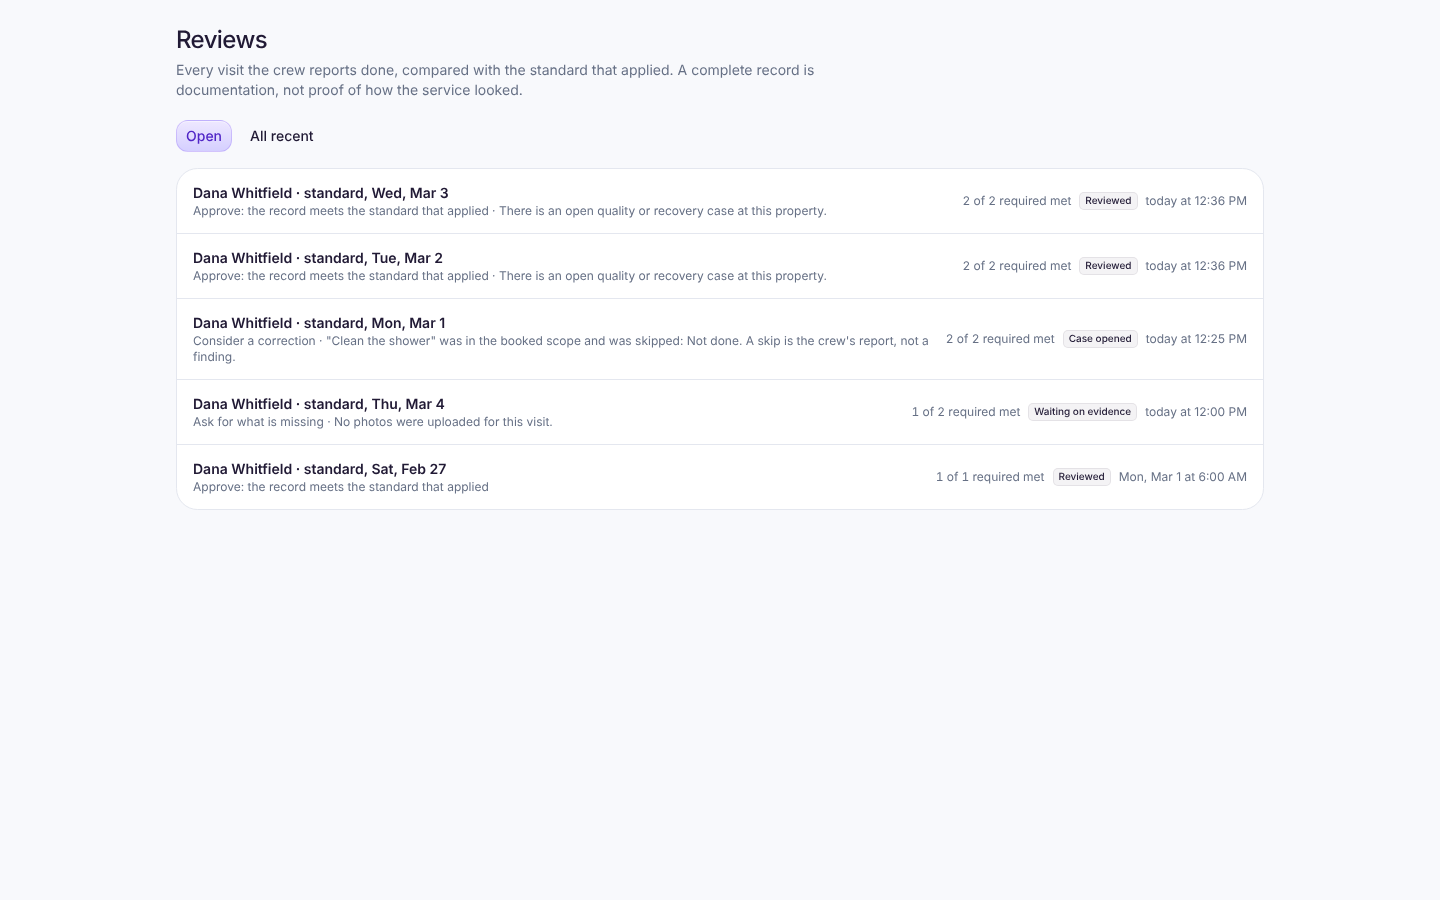 Reviews
Every visit the crew reports done, compared with the standard that applied. A complete record is
documentation, not proof of how the service looked.
Open
All recent
Dana Whitfield · standard, Wed, Mar 3
Approve: the record meets the standard that applied · There is an open quality or recovery case at this property.
2 of 2 required met Reviewed today at 12:36 PM
Dana Whitfield · standard, Tue, Mar 2
Approve: the record meets the standard that applied · There is an open quality or recovery case at this property.
2 of 2 required met Reviewed today at 12:36 PM
Dana Whitfield · standard, Mon, Mar 1
Consider a correction · "Clean the shower" was in the booked scope and was skipped: Not done. A skip is the crew's report, not a
finding.
2 of 2 required met Case opened today at 12:25 PM
Dana Whitfield · standard, Thu, Mar 4
Ask for what is missing · No photos were uploaded for this visit.
1 of 2 required met Waiting on evidence today at 12:00 PM
Dana Whitfield · standard, Sat, Feb 27
Approve: the record meets the standard that applied
1 of 1 required met Reviewed Mon, Mar 1 at 6:00 AM